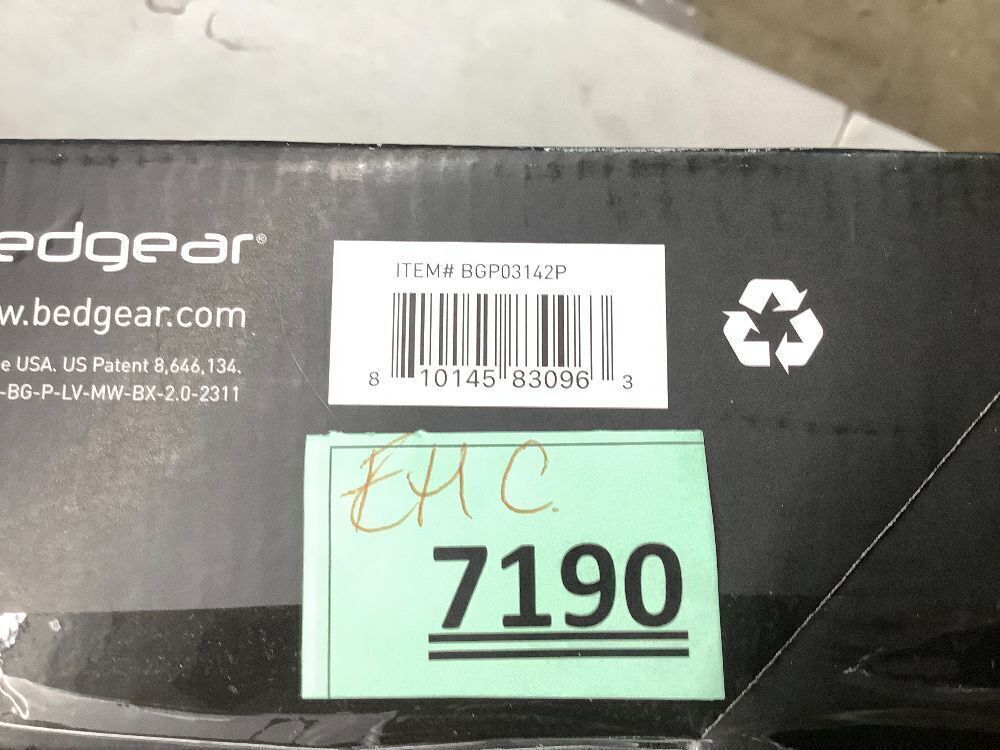 edgear®
w.bedgear.com
e USA. US Patent 8,646,134.
-BG-P-LV-MW-BX-2.0-2311
ITEM# BGP03142P
8 10145 83096 3
EHC
7190